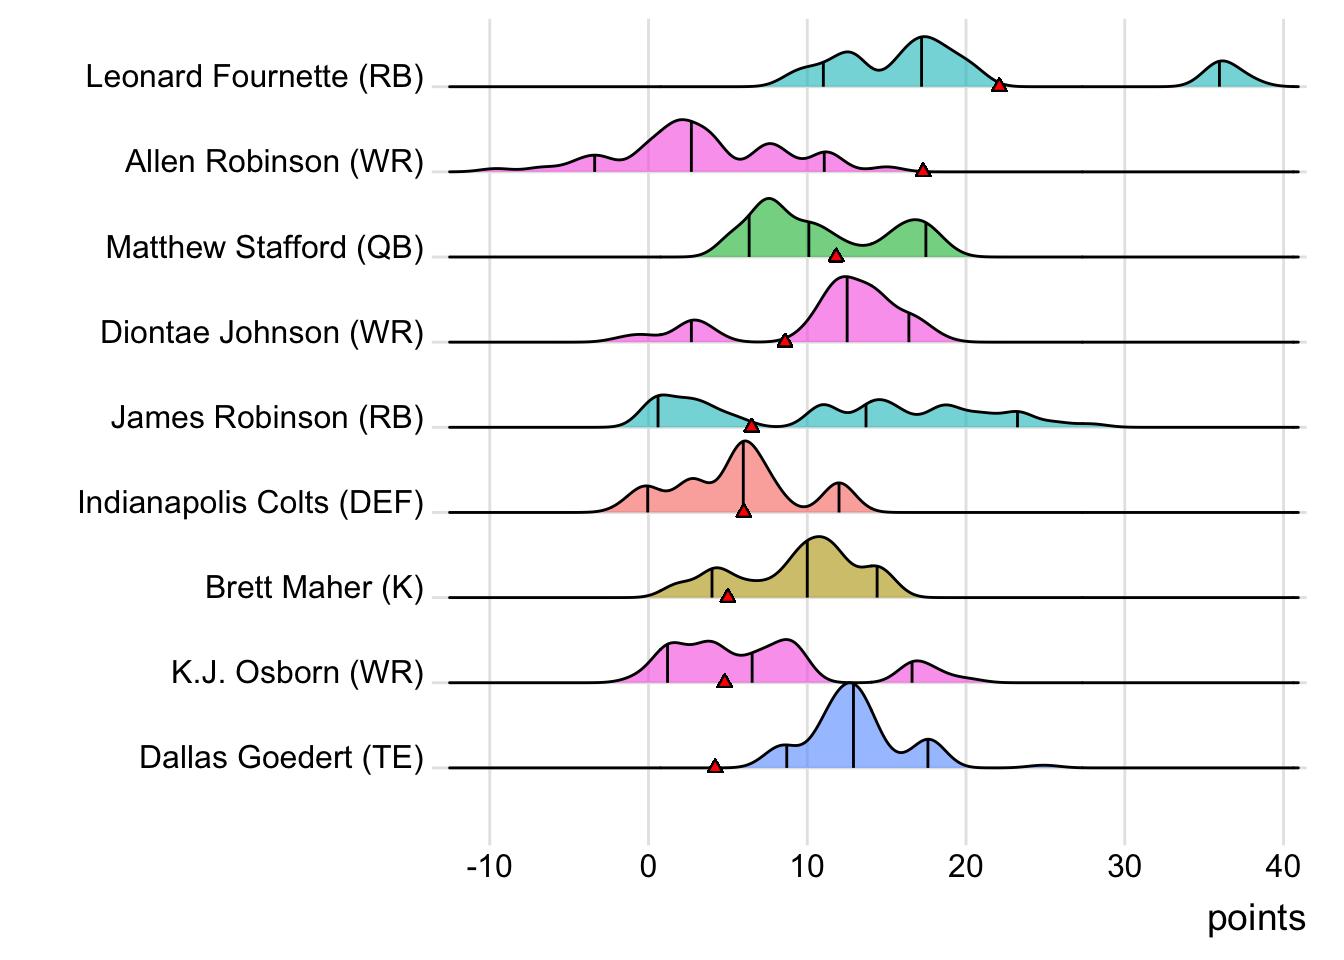 Leonard Fournette (RB)
Allen Robinson (WR)
Matthew Stafford (QB)
Diontae Johnson (WR)
James Robinson (RB)
Indianapolis Colts (DEF)
Brett Maher (K)
K.J. Osborn (WR)
Dallas Goedert (TE)
-10 0 10 20 30 40
points